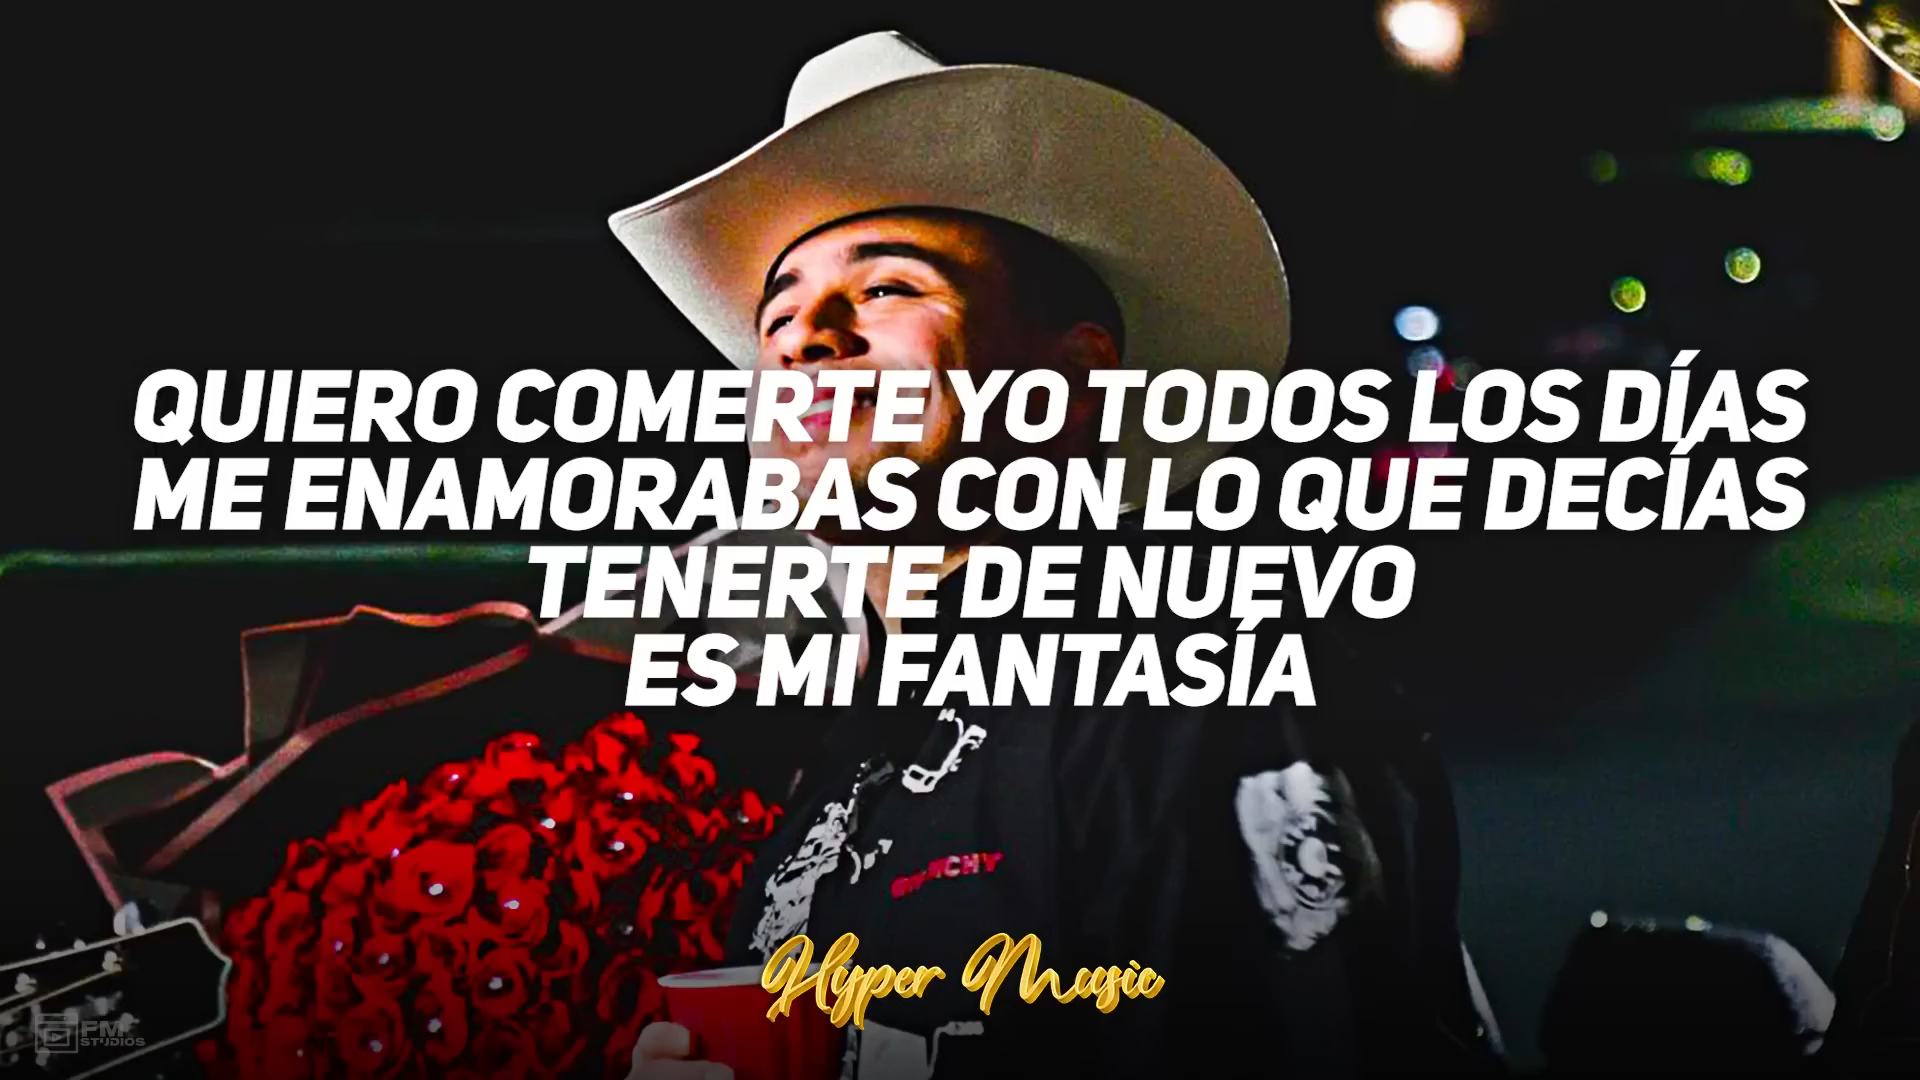 QUIERO COMERTE YO TODOS LOS DÍAS
ME ENAMORABAS CON LO QUE DECÍAS
TENERTE DE NUEVO
ES MI FANTASÍA
Hyper Music
FM
STUDIOS